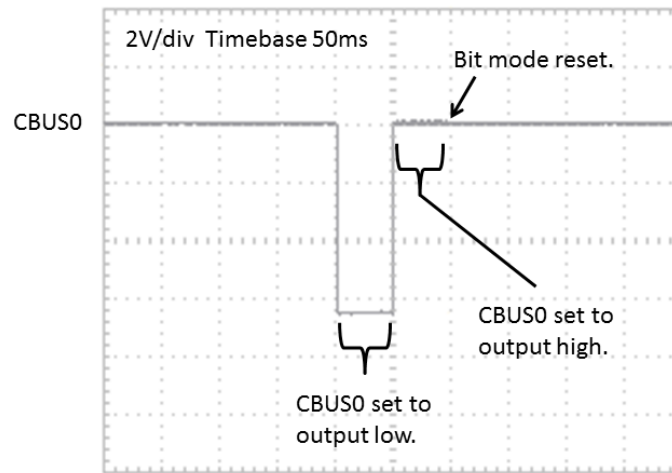 2V/div Timebase 50ms
Bit mode reset.
CBUS0
CBUS0 set to
output high.
CBUS0 set to
output low.